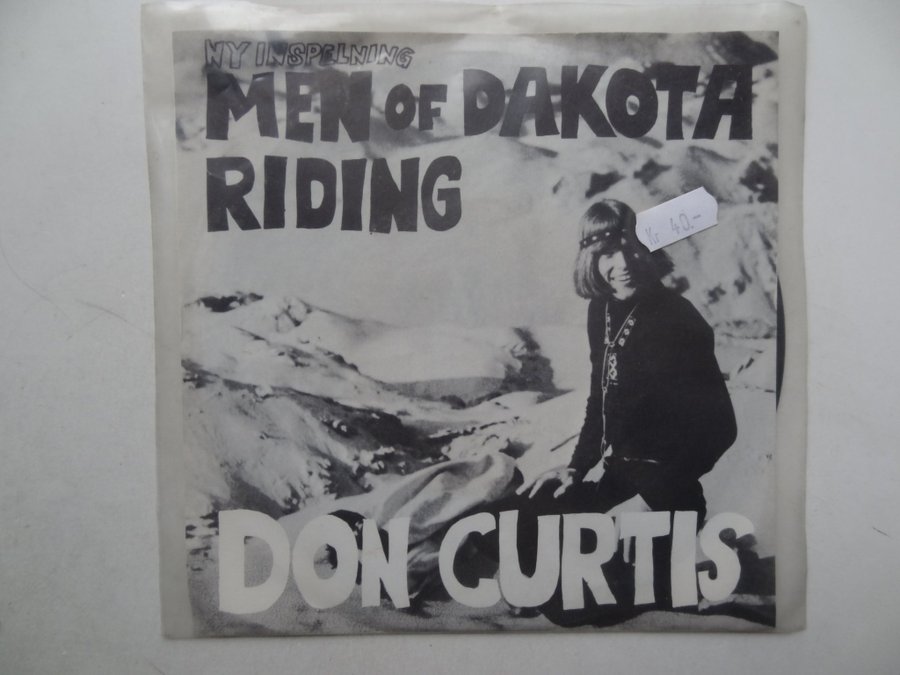 NY INSPELNING
MEN OF DAKOTA
RIDING
Kr 40.-
DON CURTIS